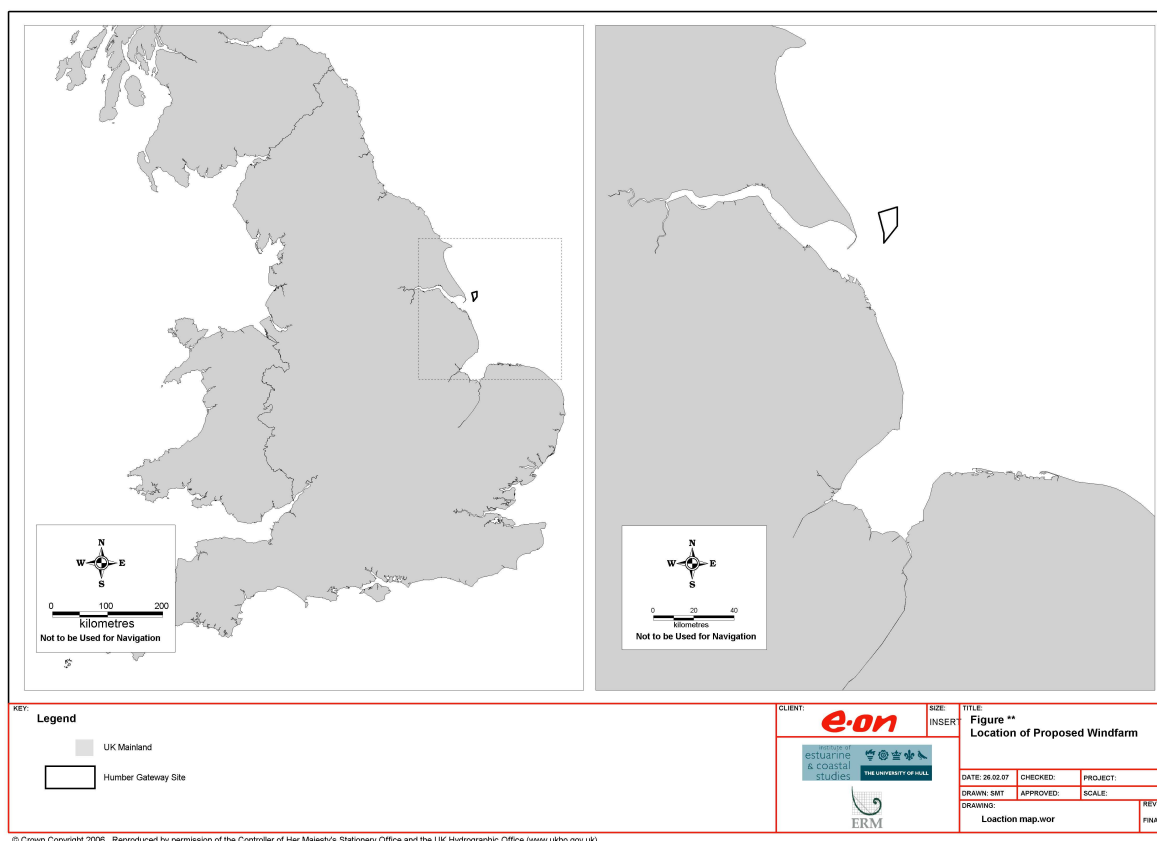 N
W E
S
0 100 200
kilometres
Not to be Used for Navigation
N
W E
S
0 20 40
kilometres
Not to be Used for Navigation
KEY:
Legend
UK Mainland
Humber Gateway Site
CLIENT:
e·on
SIZE:
INSERT
TITLE:
Figure **
Location of Proposed Windfarm
institute of
estuarine
& coastal
studies
THE UNIVERSITY OF HULL
ERM
DATE: 26.02.07 CHECKED: PROJECT:
DRAWN: SMT APPROVED: SCALE:
DRAWING:
Loaction map.wor
REV
FINA
© Crown Copyright 2006. Reproduced by permission of the Controller of Her Majesty's Stationery Office and the UK Hydrographic Office (www.ukho.gov.uk)